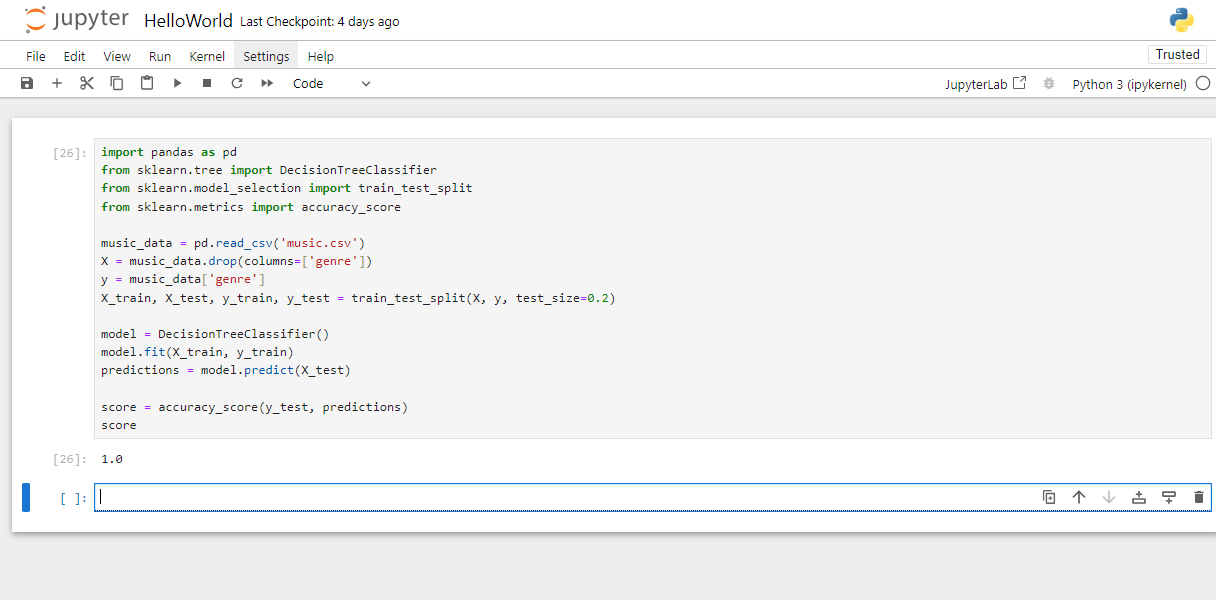 jupyter HelloWorld Last Checkpoint: 4 days ago
File Edit View Run Kernel Settings Help Trusted
Code JupyterLab Python 3 (ipykernel)
[26]: import pandas as pd
from sklearn.tree import DecisionTreeClassifier
from sklearn.model_selection import train_test_split
from sklearn.metrics import accuracy_score
music_data = pd.read_csv('music.csv')
X = music_data.drop(columns=['genre'])
y = music_data['genre']
X_train, X_test, y_train, y_test = train_test_split(X, y, test_size=0.2)
model = DecisionTreeClassifier()
model.fit(X_train, y_train)
predictions = model.predict(X_test)
score = accuracy_score(y_test, predictions)
score
[26]: 1.0
[ ]: